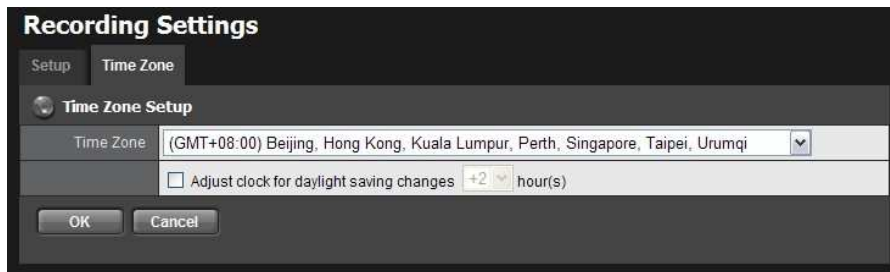 Recording Settings
Setup Time Zone
Time Zone Setup
Time Zone (GMT+08:00) Beijing, Hong Kong, Kuala Lumpur, Perth, Singapore, Taipei, Urumqi
Adjust clock for daylight saving changes +2 hour(s)
OK Cancel